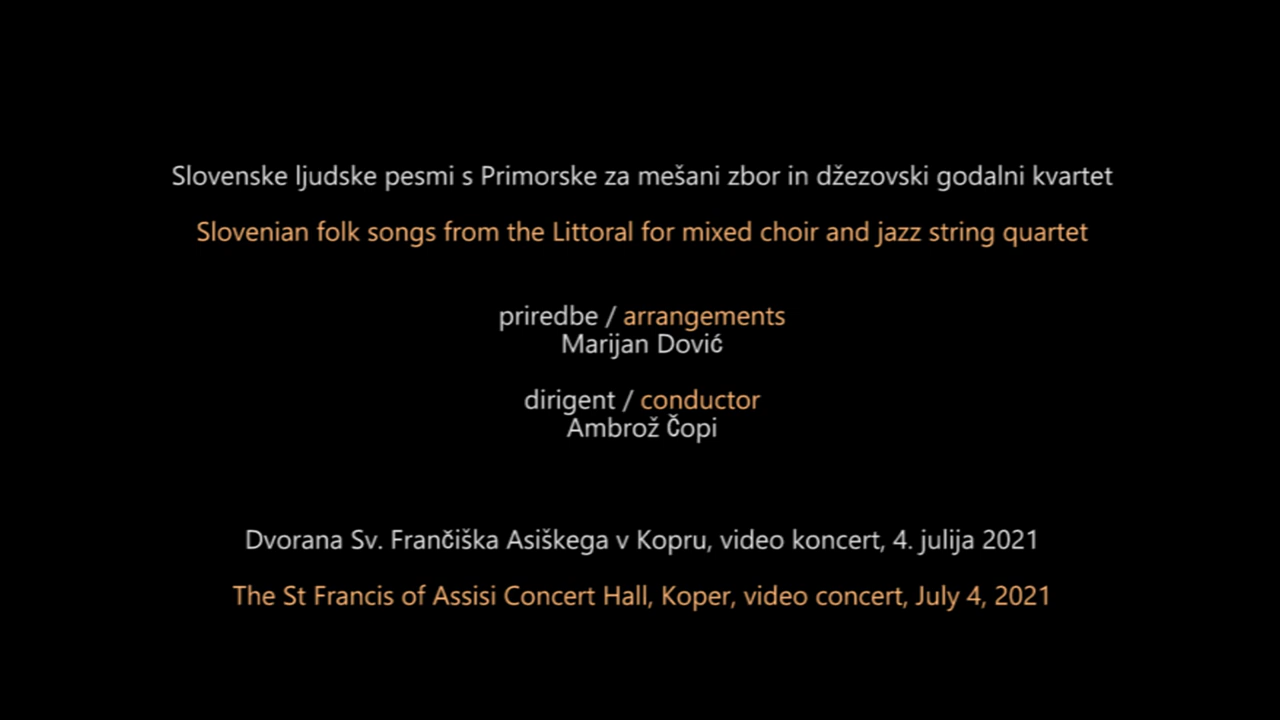 Slovenske ljudske pesmi s Primorske za mešani zbor in džezovski godalni kvartet
Slovenian folk songs from the Littoral for mixed choir and jazz string quartet
priredbe / arrangements
Marijan Dović
dirigent / conductor
Ambrož Čopi
Dvorana Sv. Frančiška Asiškega v Kopru, video koncert, 4. julija 2021
The St Francis of Assisi Concert Hall, Koper, video concert, July 4, 2021